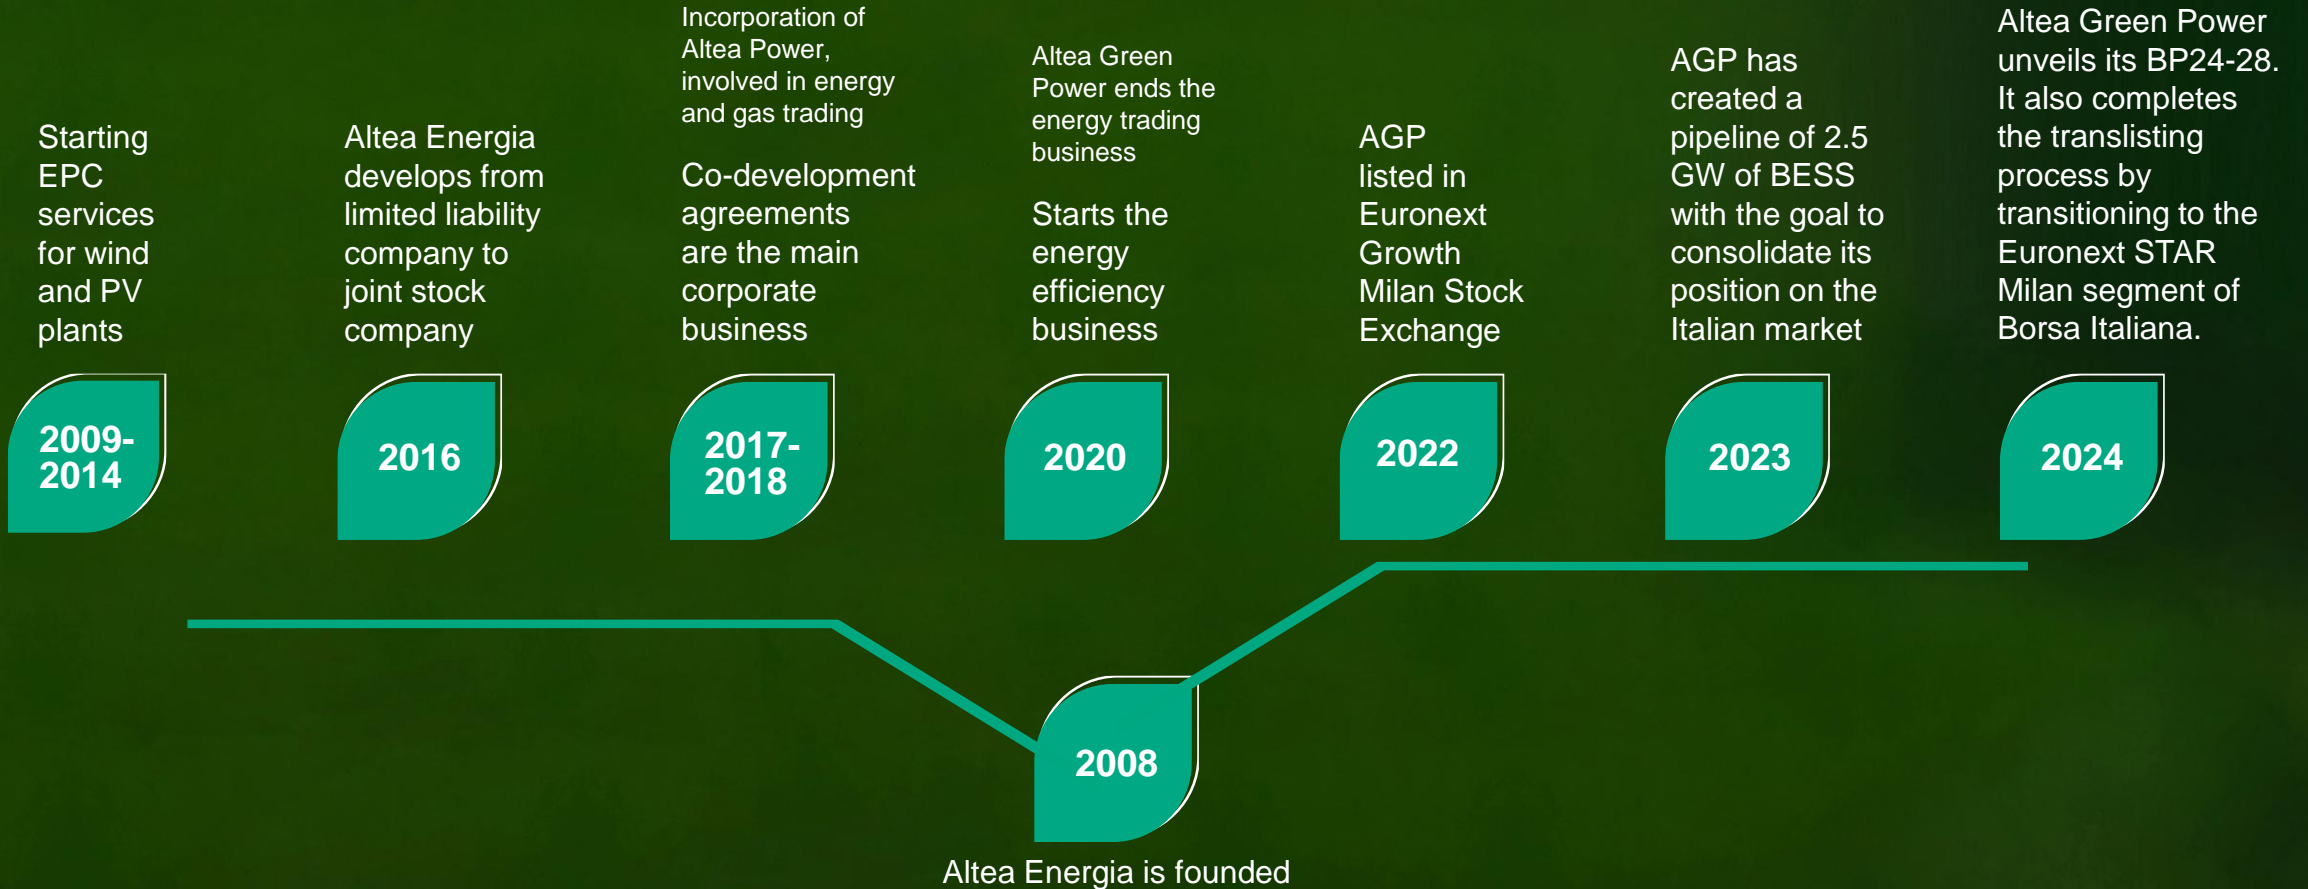 Starting
EPC
services
for wind
and PV
plants
2009-
2014
Altea Energia
develops from
limited liability
company to
joint stock
company
2016
Incorporation of
Altea Power,
involved in energy
and gas trading
Co-development
agreements
are the main
corporate
business
2017-
2018
Altea Green
Power ends the
energy trading
business
Starts the
energy
efficiency
business
2020
AGP
listed in
Euronext
Growth
Milan Stock
Exchange
2022
AGP has
created a
pipeline of 2.5
GW of BESS
with the goal to
consolidate its
position on the
Italian market
2023
Altea Green Power
unveils its BP24-28.
It also completes
the translisting
process by
transitioning to the
Euronext STAR
Milan segment of
Borsa Italiana.
2024
2008
Altea Energia is founded